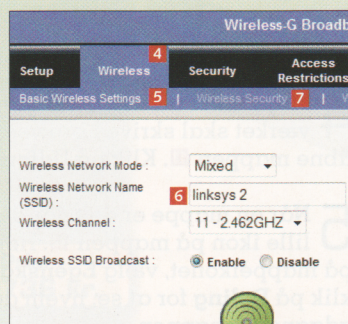 Wireless-G Broadb
4
Setup Wireless Security Access Restrictions
Basic Wireless Settings 5 | Wireless Security 7 |
Wireless Network Mode : Mixed
Wireless Network Name (SSID) : 6 linksys 2
Wireless Channel : 11 - 2.462GHZ
Wireless SSID Broadcast : Enable Disable